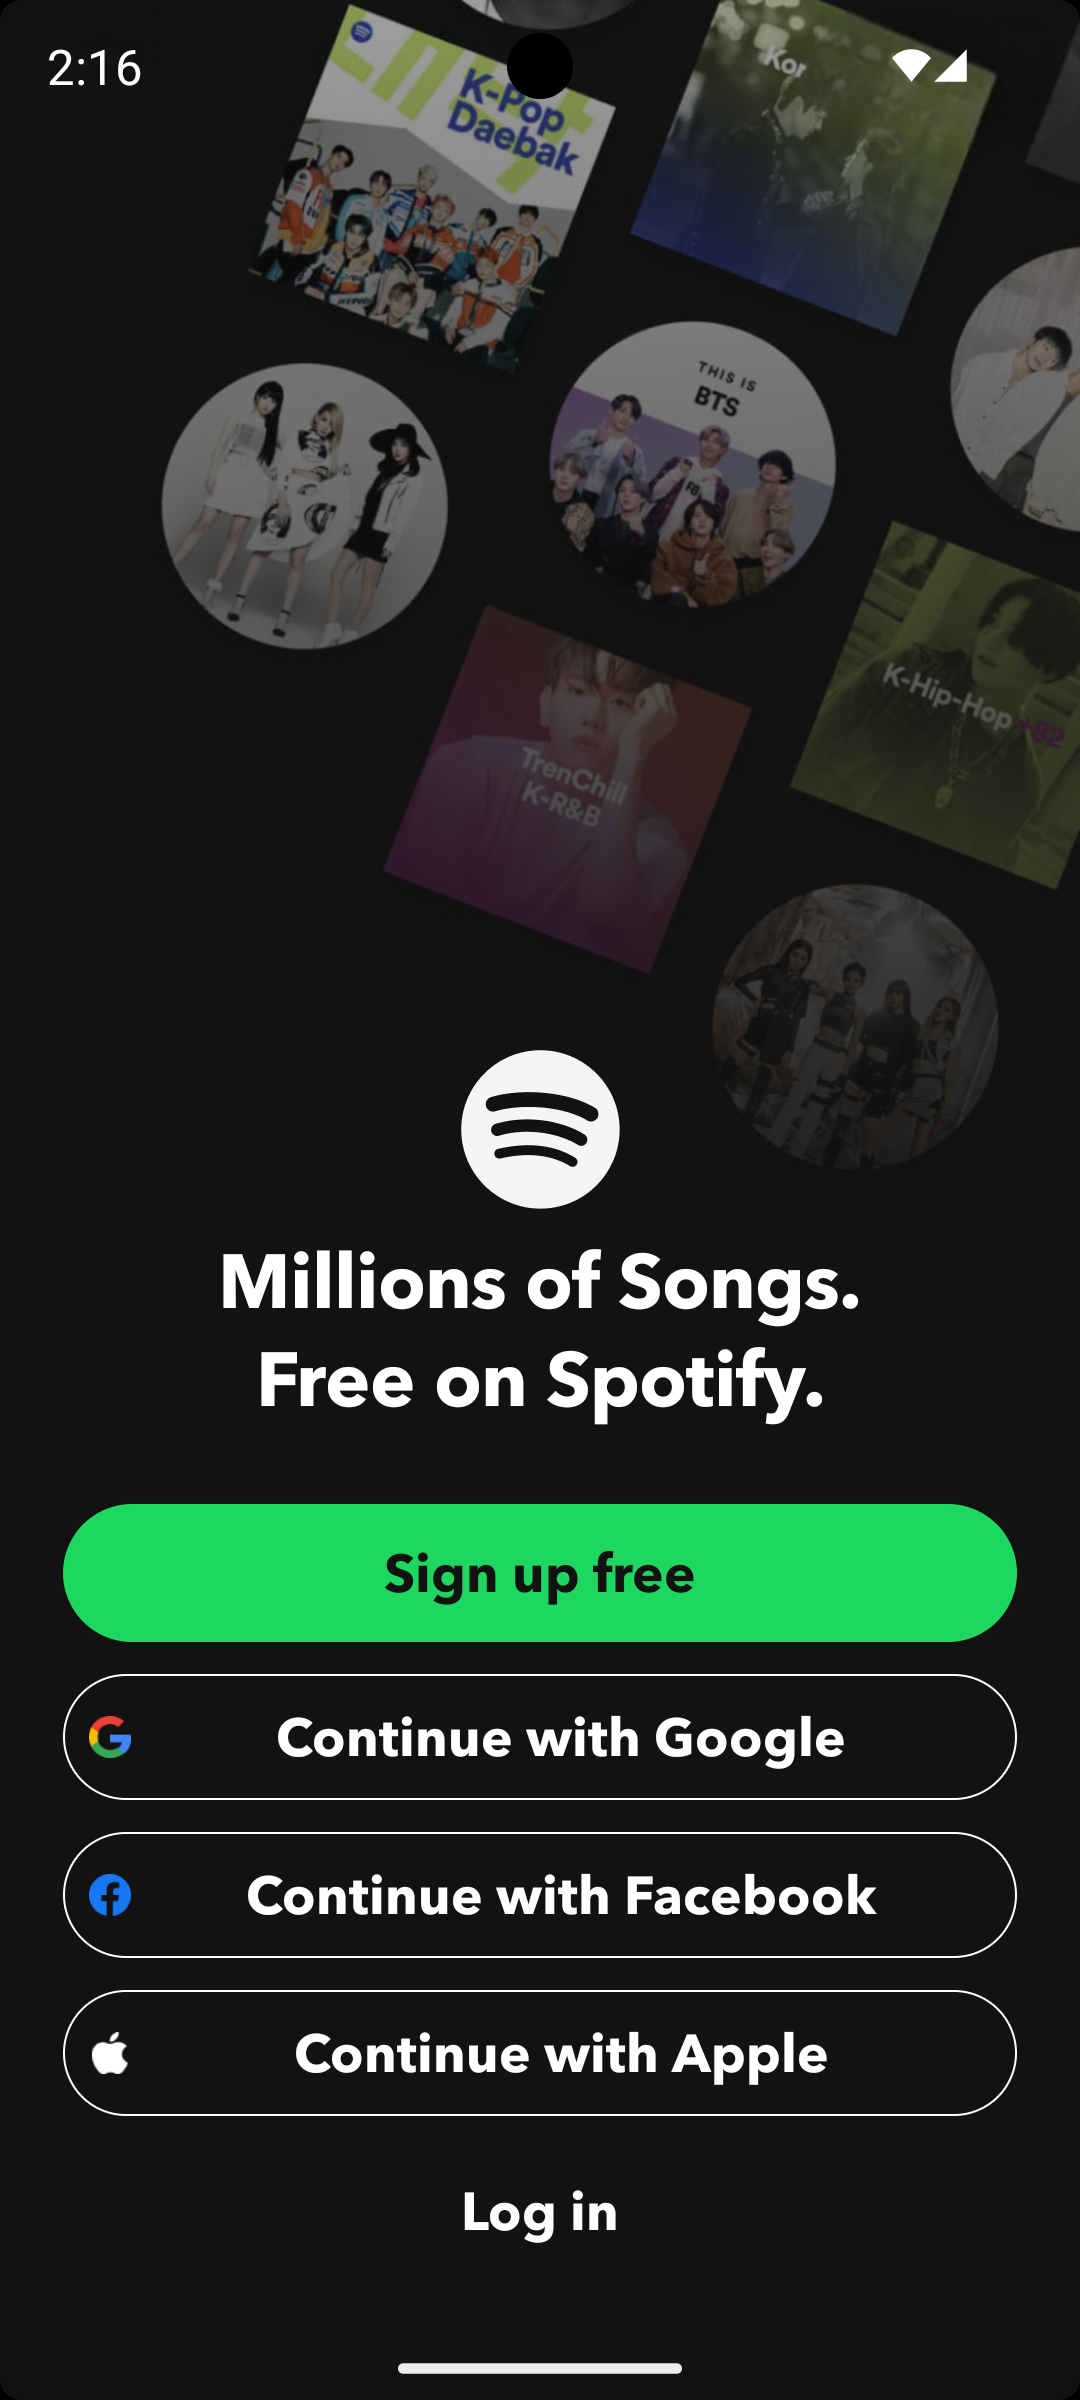 2:16
K-Pop
Daebak
Kor
THIS IS
BTS
K-Hip-Hop +82
TrenChill
K-R&B
Millions of Songs.
Free on Spotify.
Sign up free
Continue with Google
Continue with Facebook
Continue with Apple
Log in